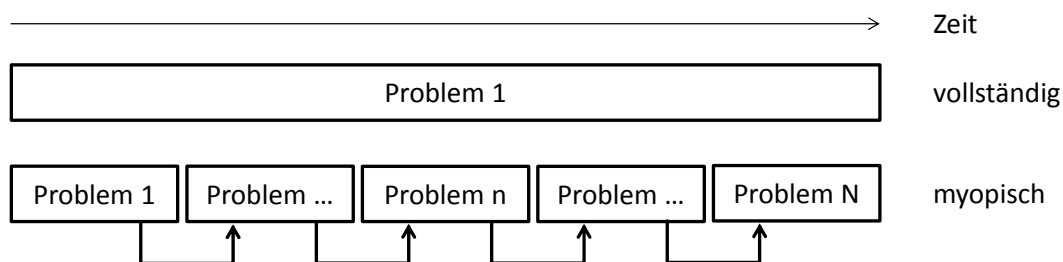 Zeit
Problem 1 vollständig
Problem 1 Problem ... Problem n Problem ... Problem N myopisch